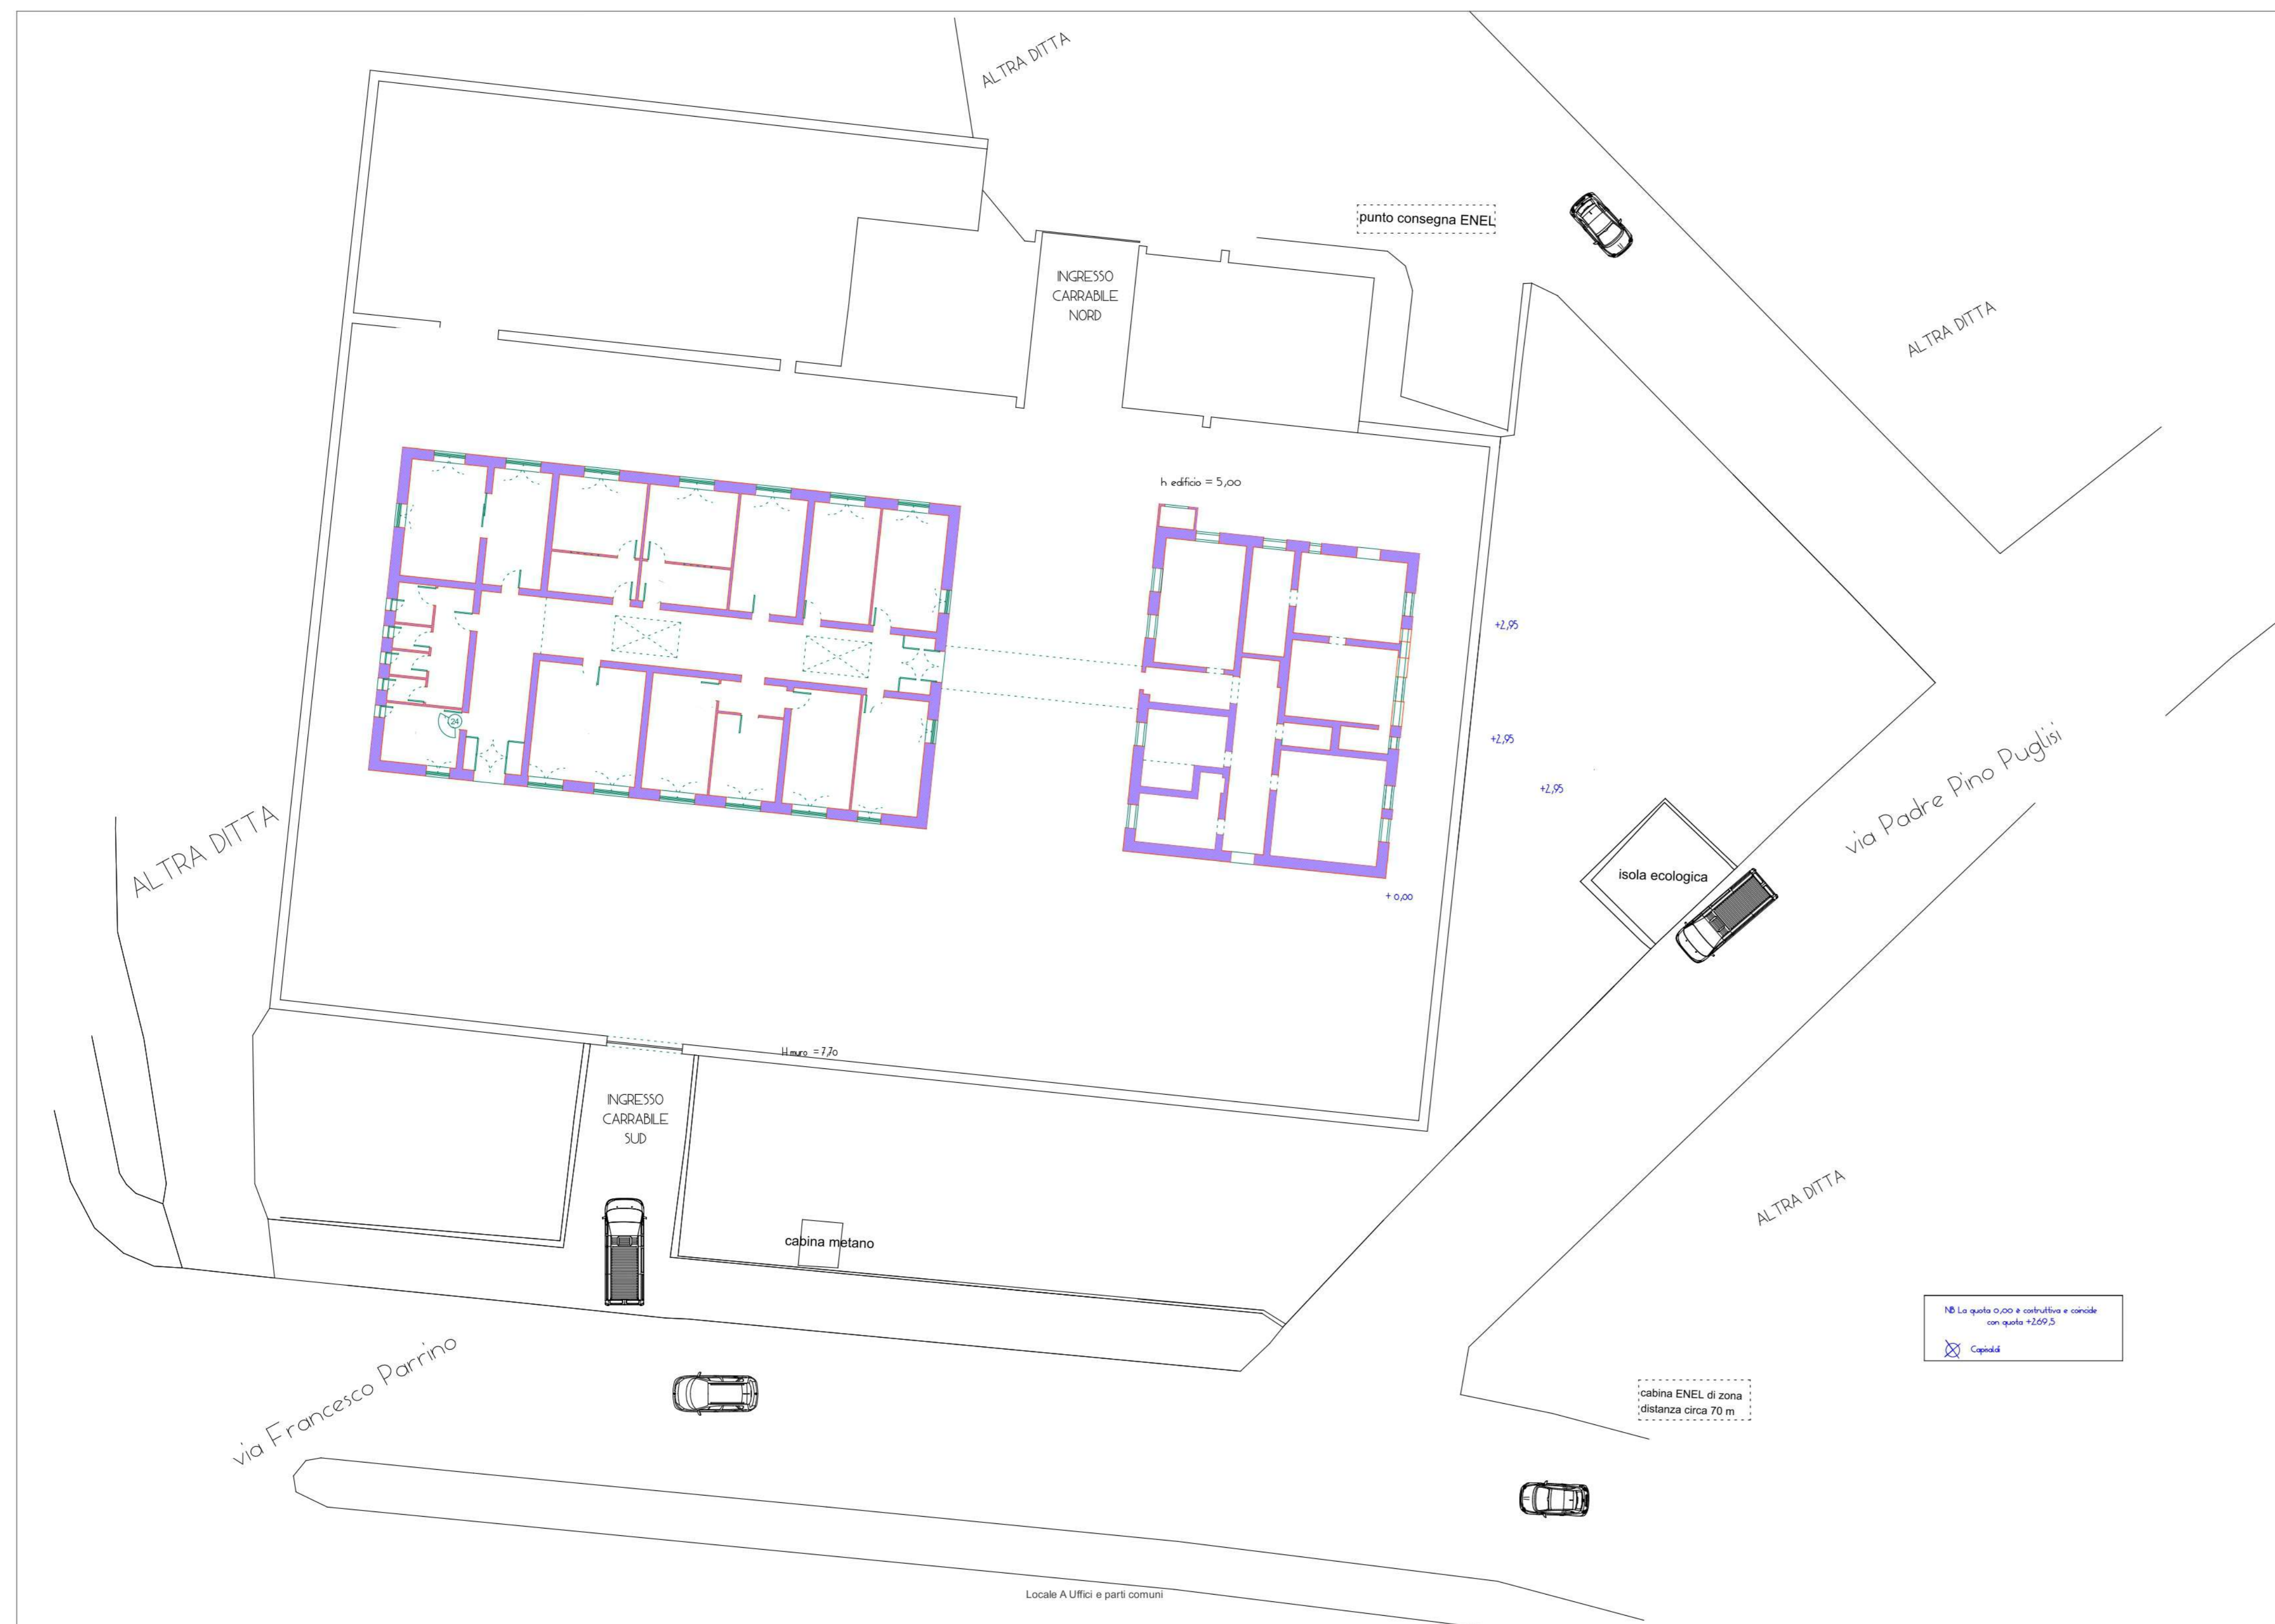 ALTRA DITTA
punto consegna ENEL
INGRESSO
CARRABILE
NORD
ALTRA DITTA
h edificio = 5,00
+2,95
24
+2,95
via Padre Pino Puglisi
+2,95
ALTRA DITTA
isola ecologica
+ 0,00
H muro = 7,70
INGRESSO
CARRABILE
SUD
ALTRA DITTA
cabina metano
NB La quota 0,00 è costruttiva e coincide
con quota +269,5
Capisaldi
via Francesco Parrino
cabina ENEL di zona
distanza circa 70 m
Locale A Uffici e parti comuni